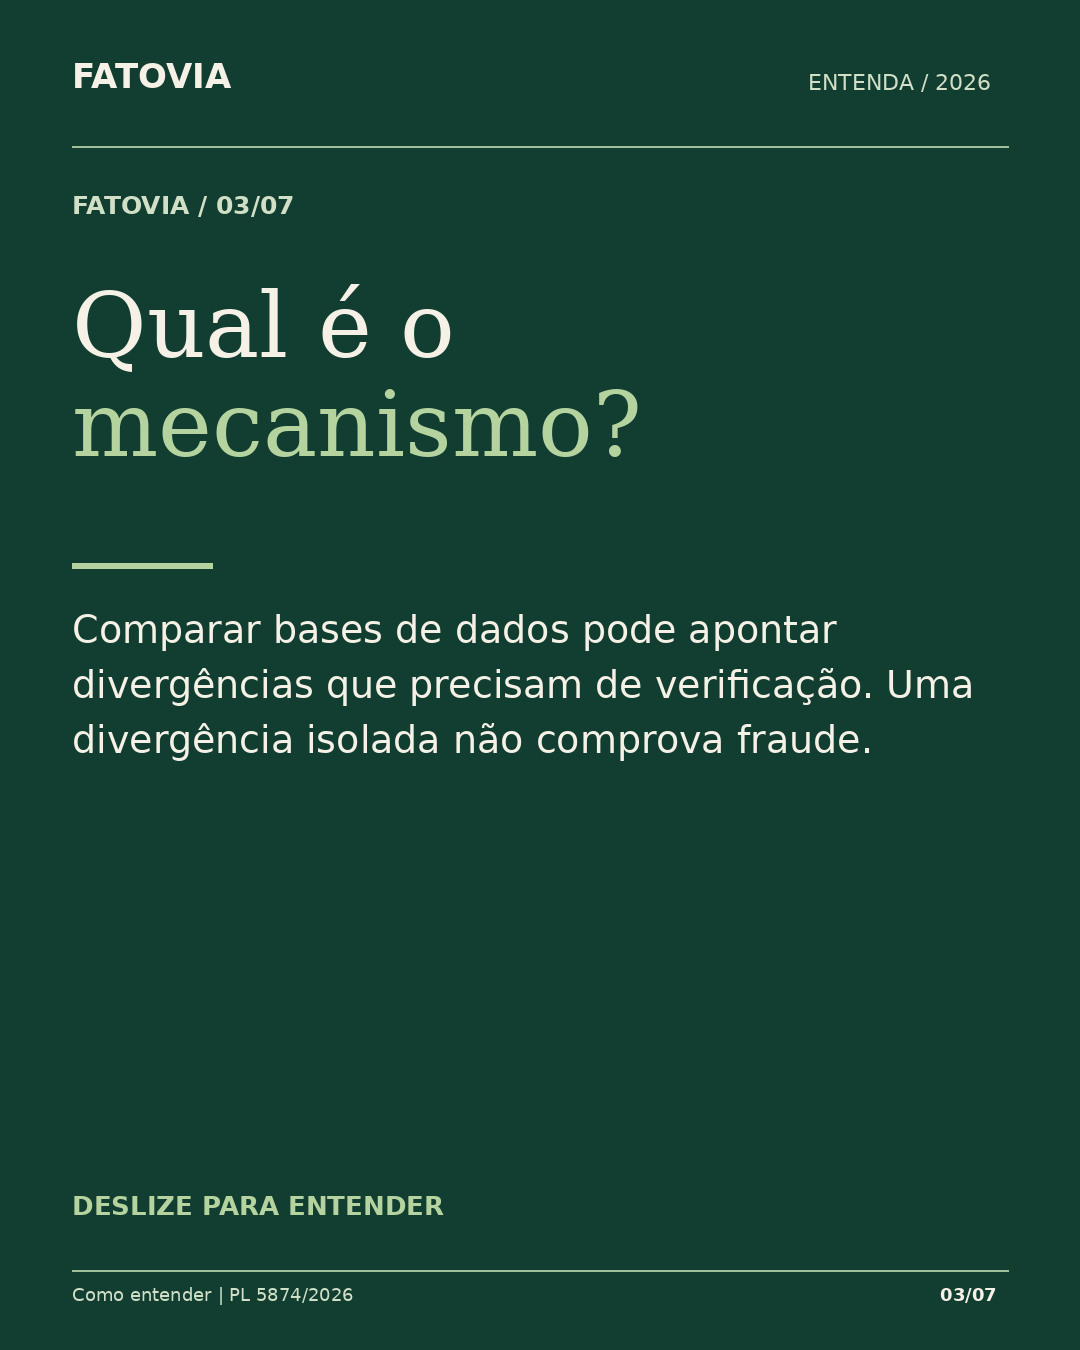 FATOVIA
ENTENDA / 2026
FATOVIA / 03/07
Qual é o
mecanismo?
Comparar bases de dados pode apontar
divergências que precisam de verificação. Uma
divergência isolada não comprova fraude.
DESLIZE PARA ENTENDER
Como entender | PL 5874/2026
03/07